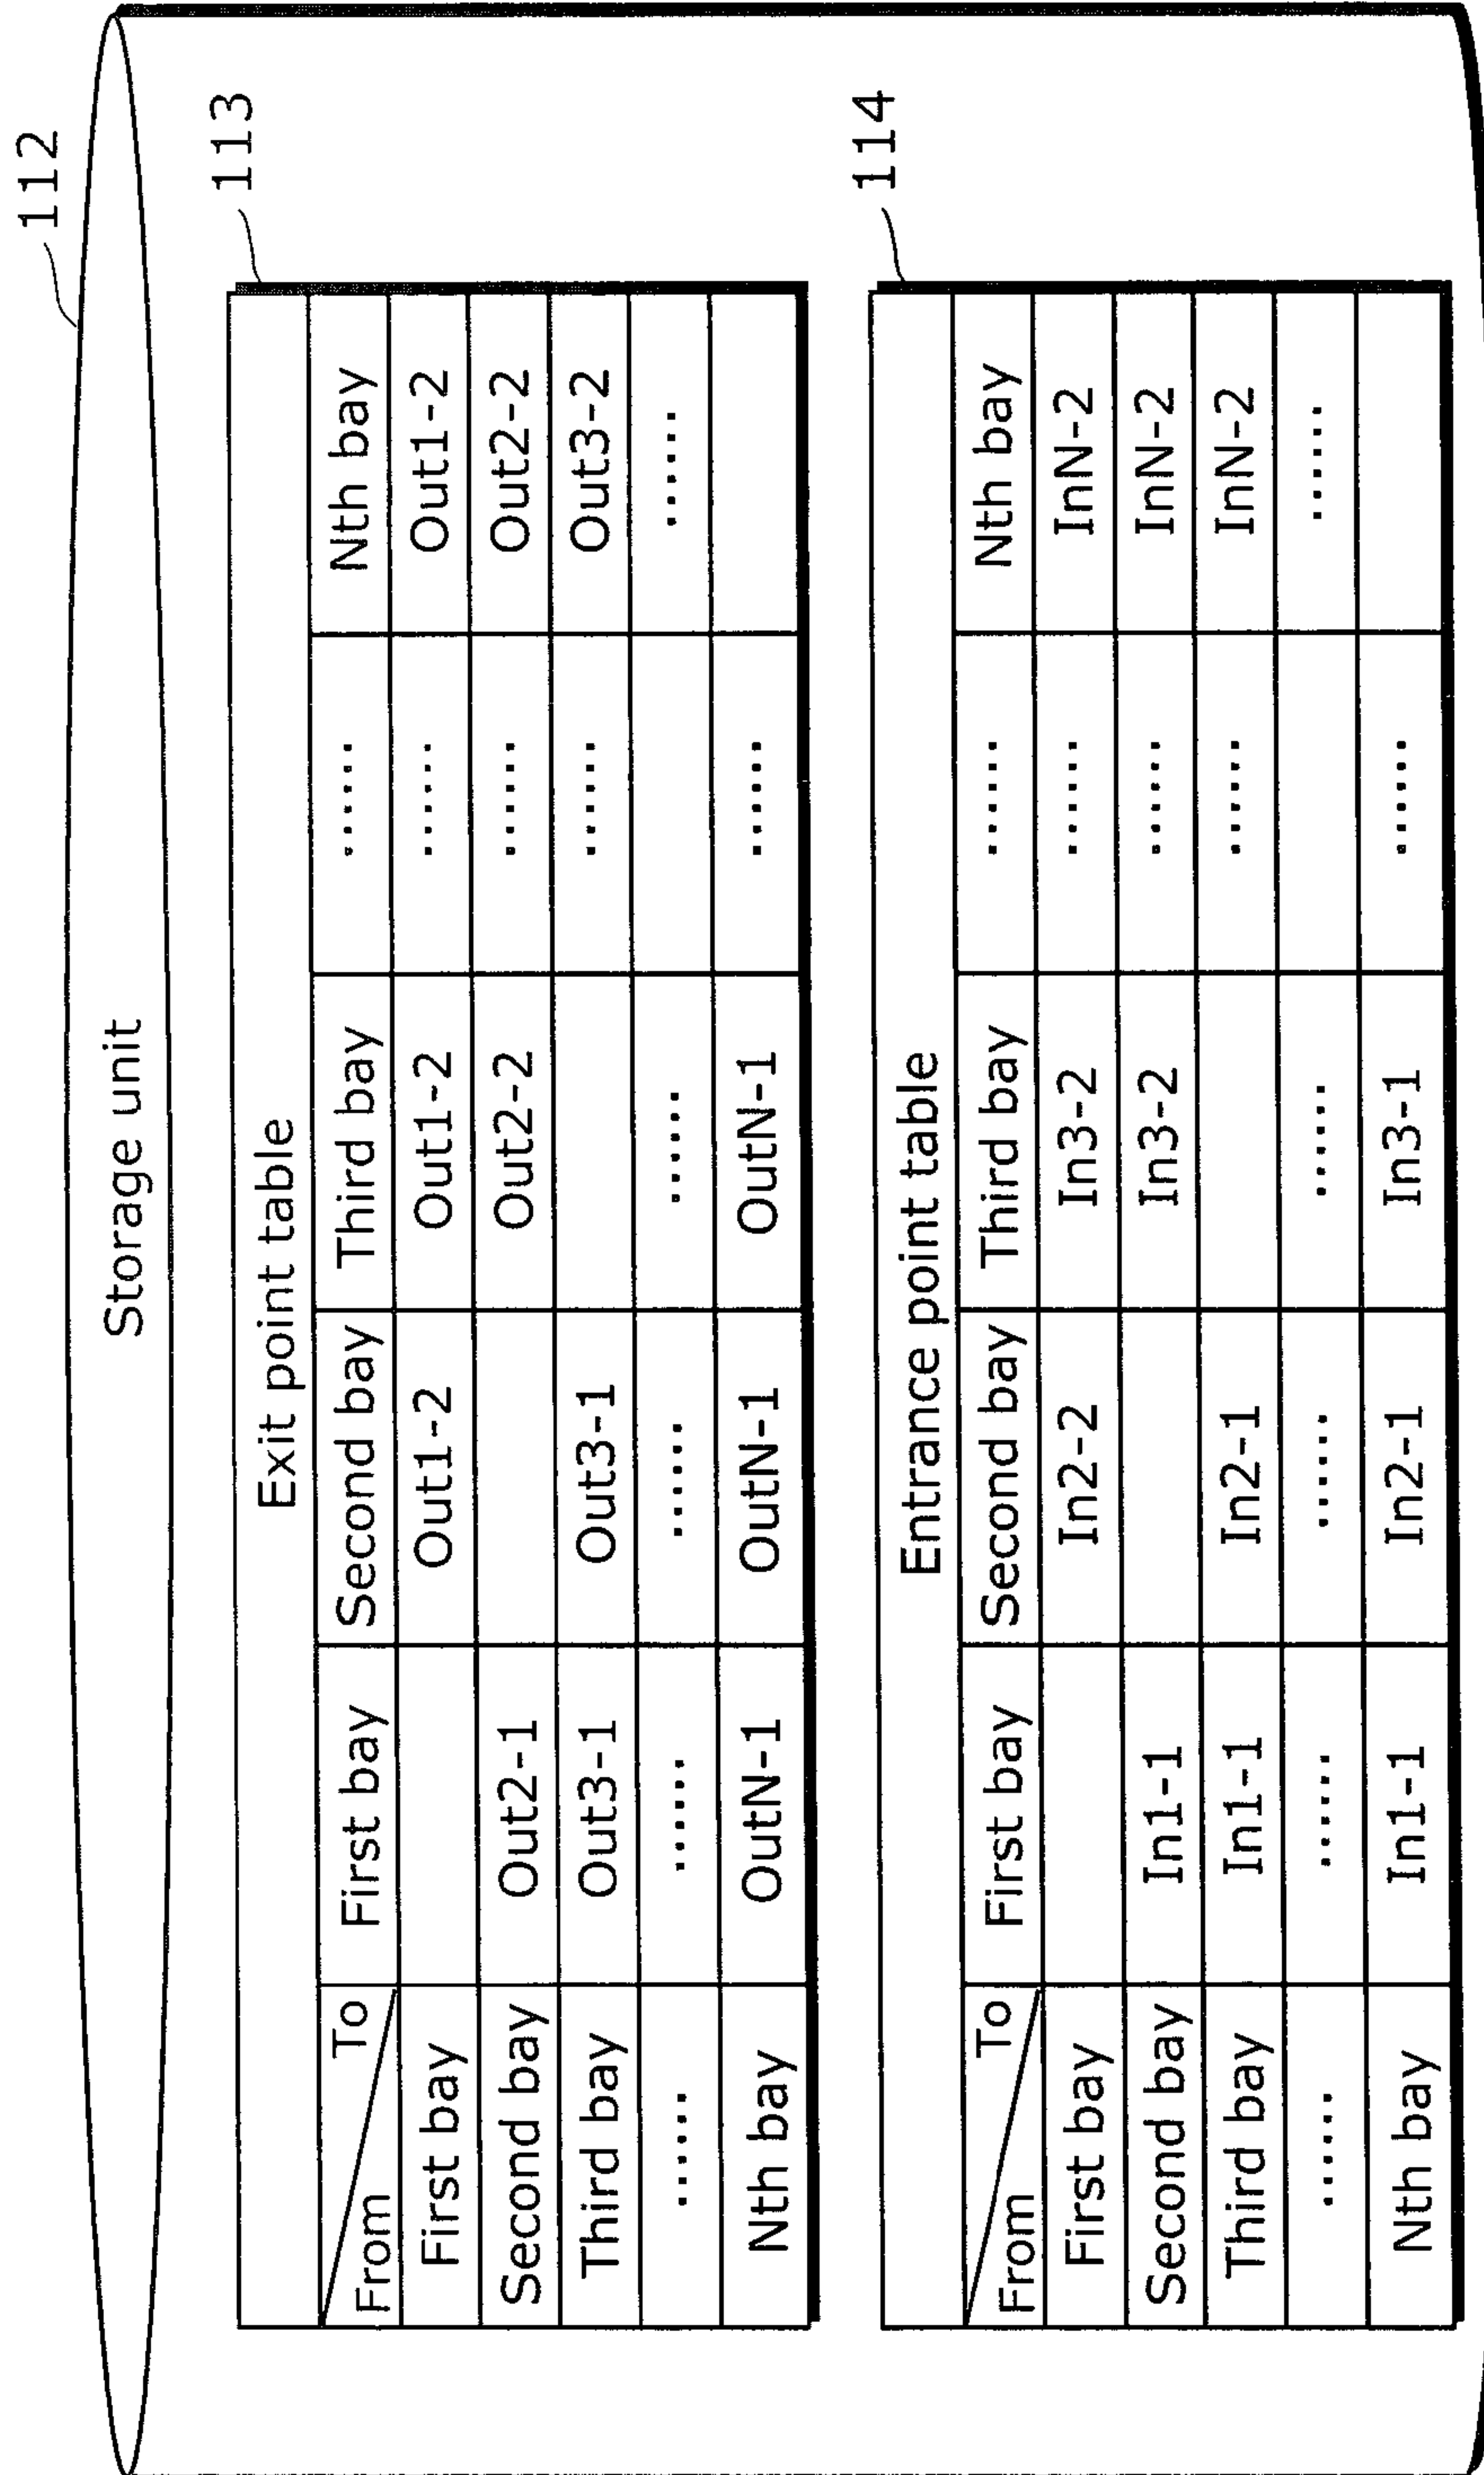 112
Storage unit
113
Exit point table
From To First bay Second bay Third bay ...... Nth bay
First bay Out1-2 Out1-2 ...... Out1-2
Second bay Out2-1 Out2-2 ...... Out2-2
Third bay Out3-1 Out3-1 ...... Out3-2
...... ...... ...... ...... ......
Nth bay OutN-1 OutN-1 OutN-1 ......
114
Entrance point table
From To First bay Second bay Third bay ...... Nth bay
First bay In2-2 In3-2 ...... InN-2
Second bay In1-1 In3-2 ...... InN-2
Third bay In1-1 In2-1 ...... InN-2
...... ...... ...... ...... ......
Nth bay In1-1 In2-1 In3-1 ......